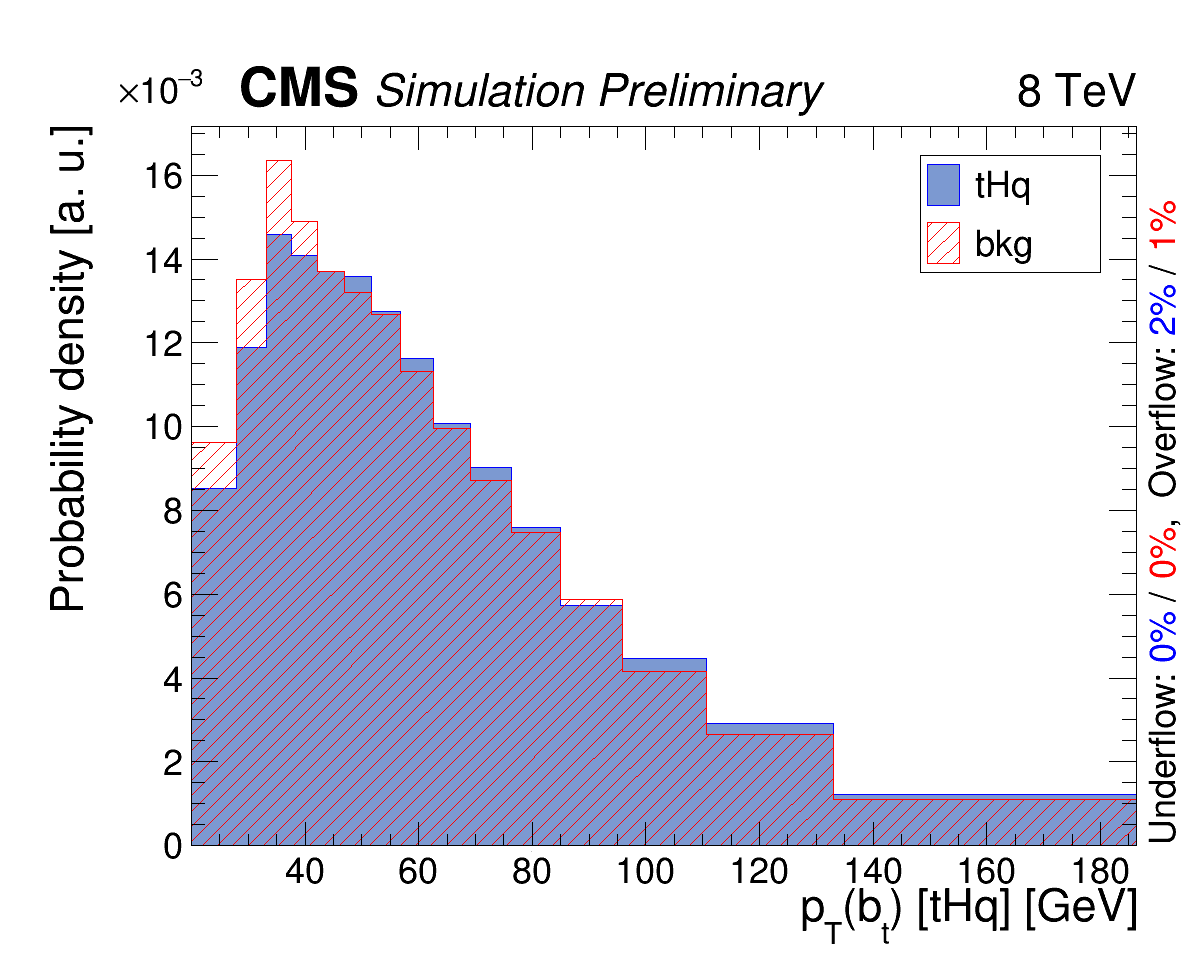 ×10⁻³ CMS Simulation Preliminary 8 TeV
Probability density [a. u.]
16
14
12
10
8
6
4
2
0
tHq
bkg
40 60 80 100 120 140 160 180
p_T(b_t) [tHq] [GeV]
Underflow: 0% / 0%, Overflow: 2% / 1%